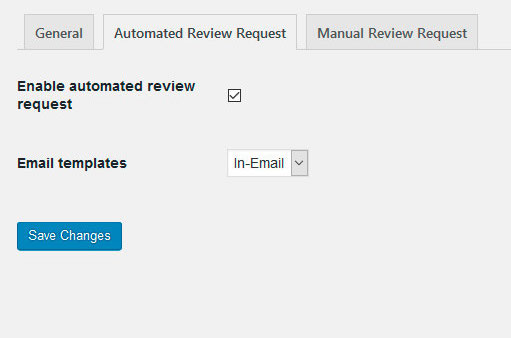 General
Automated Review Request
Manual Review Request
Enable automated review
request
Email templates
In-Email
Save Changes